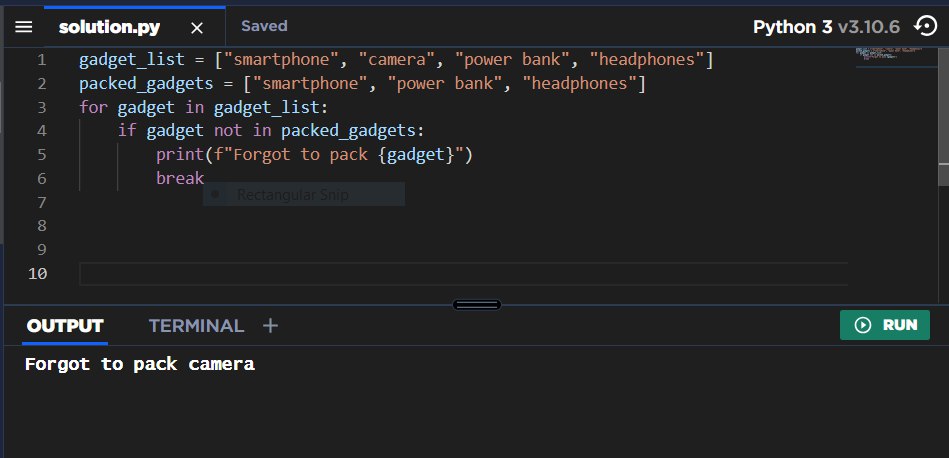 solution.py × Saved Python 3 v3.10.6
1 gadget_list = ["smartphone", "camera", "power bank", "headphones"]
2 packed_gadgets = ["smartphone", "power bank", "headphones"]
3 for gadget in gadget_list:
4     if gadget not in packed_gadgets:
5         print(f"Forgot to pack {gadget}")
6         break
Rectangular Snip
7
8
9
10
OUTPUT TERMINAL + RUN
Forgot to pack camera